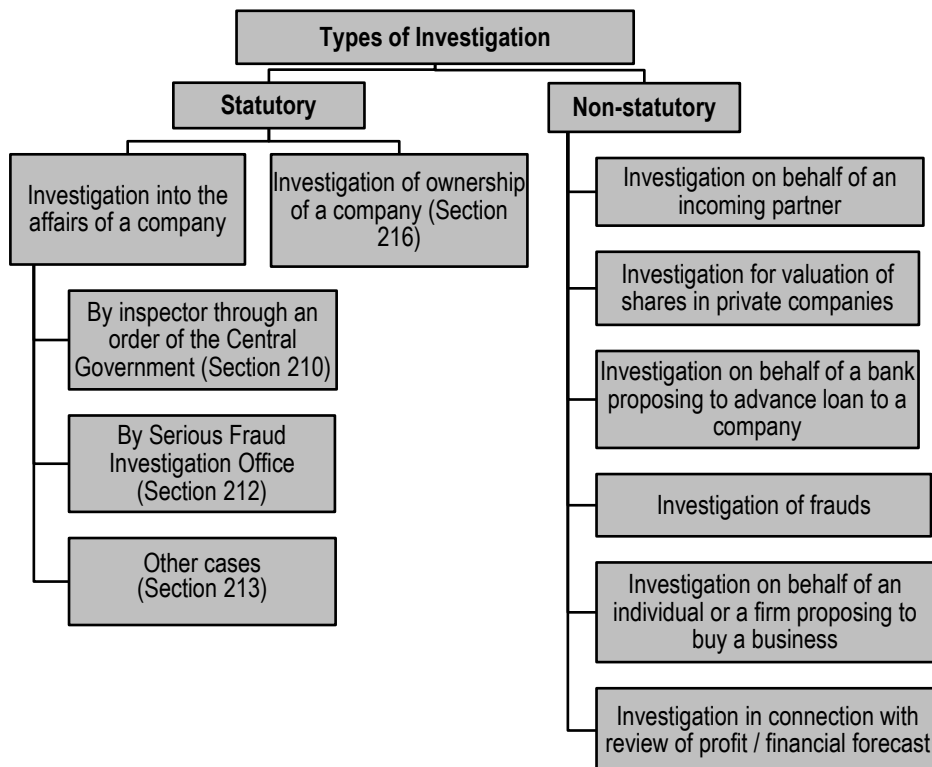 Types of Investigation
Statutory
Non-statutory
Investigation into the
affairs of a company
Investigation of ownership
of a company (Section
216)
By inspector through an
order of the Central
Government (Section 210)
By Serious Fraud
Investigation Office
(Section 212)
Other cases
(Section 213)
Investigation on behalf of an
incoming partner
Investigation for valuation of
shares in private companies
Investigation on behalf of a bank
proposing to advance loan to a
company
Investigation of frauds
Investigation on behalf of an
individual or a firm proposing to
buy a business
Investigation in connection with
review of profit / financial forecast